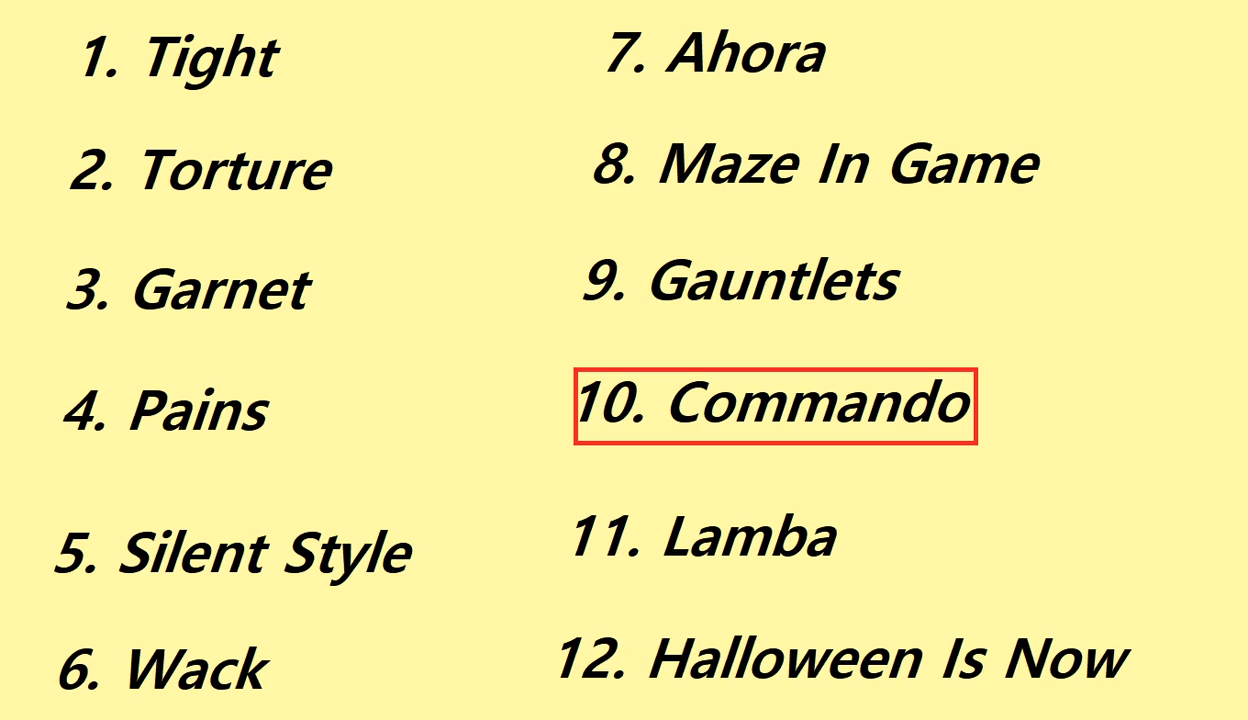 1. Tight
2. Torture
3. Garnet
4. Pains
5. Silent Style
6. Wack
7. Ahora
8. Maze In Game
9. Gauntlets
10. Commando
11. Lamba
12. Halloween Is Now